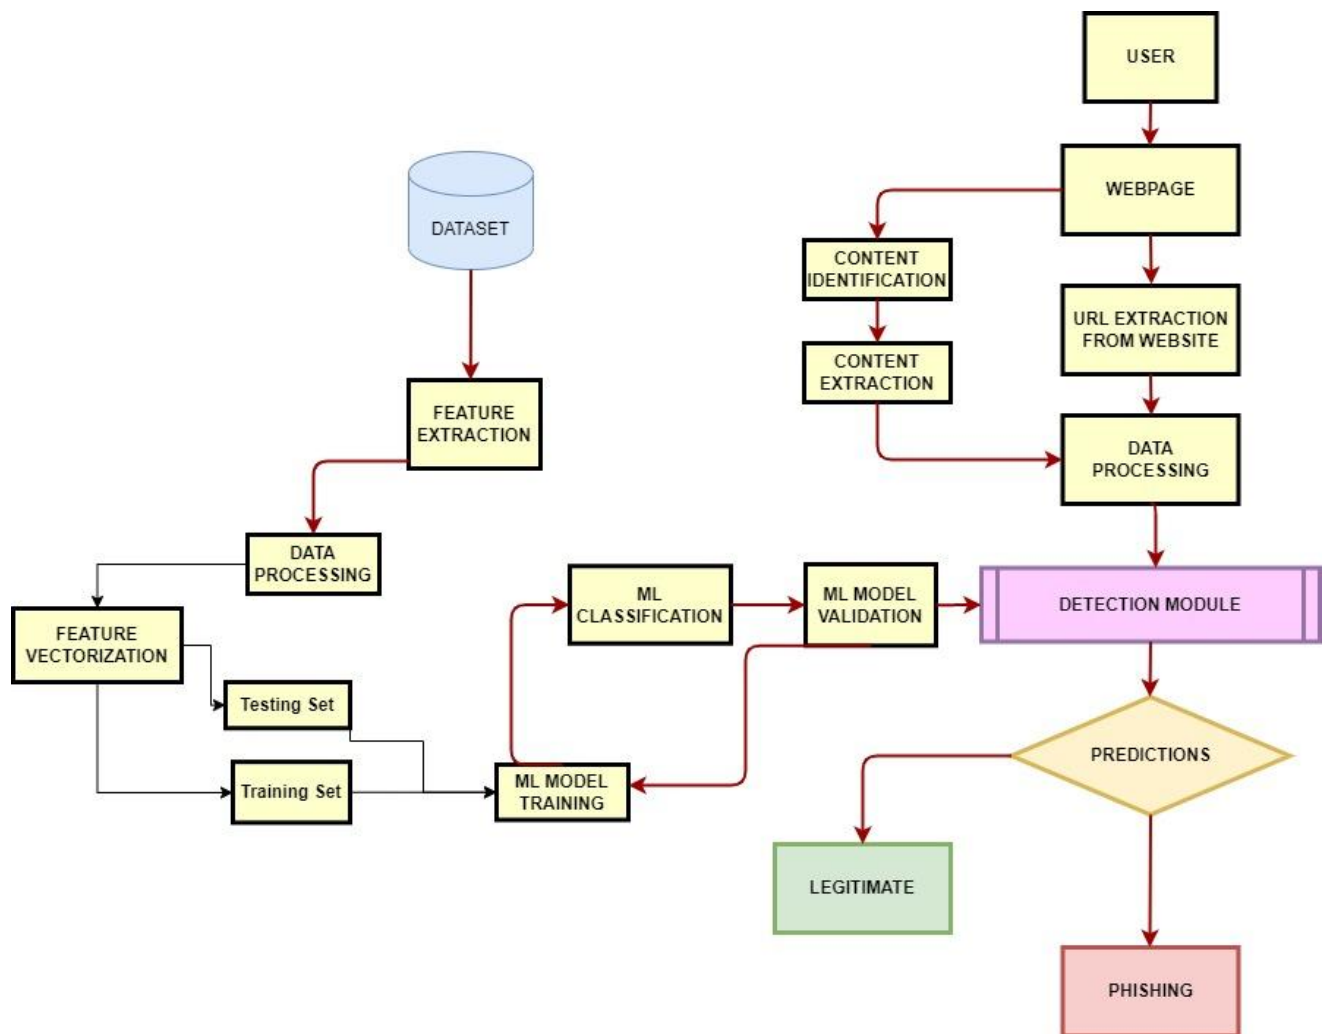 USER
WEBPAGE
DATASET
CONTENT
IDENTIFICATION
URL EXTRACTION
FROM WEBSITE
CONTENT
EXTRACTION
FEATURE
EXTRACTION
DATA
PROCESSING
DATA
PROCESSING
ML
CLASSIFICATION
ML MODEL
VALIDATION
DETECTION MODULE
FEATURE
VECTORIZATION
Testing Set
Training Set
ML MODEL
TRAINING
PREDICTIONS
LEGITIMATE
PHISHING